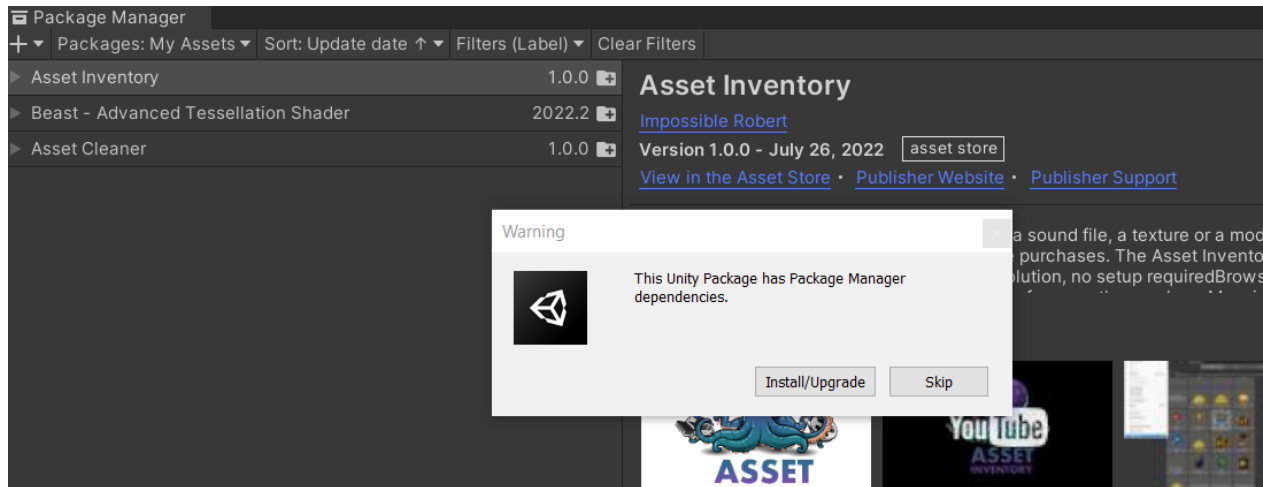 Package Manager
+ Packages: My Assets Sort: Update date ↑ Filters (Label) Clear Filters
Asset Inventory 1.0.0
Beast - Advanced Tessellation Shader 2022.2
Asset Cleaner 1.0.0
Asset Inventory
Impossible Robert
Version 1.0.0 - July 26, 2022 asset store
View in the Asset Store • Publisher Website • Publisher Support
a sound file, a texture or a mod
purchases. The Asset Invento
lution, no setup requiredBrows
Warning
This Unity Package has Package Manager
dependencies.
Install/Upgrade Skip
ASSET
YouTube
ASSET
INVENTORY